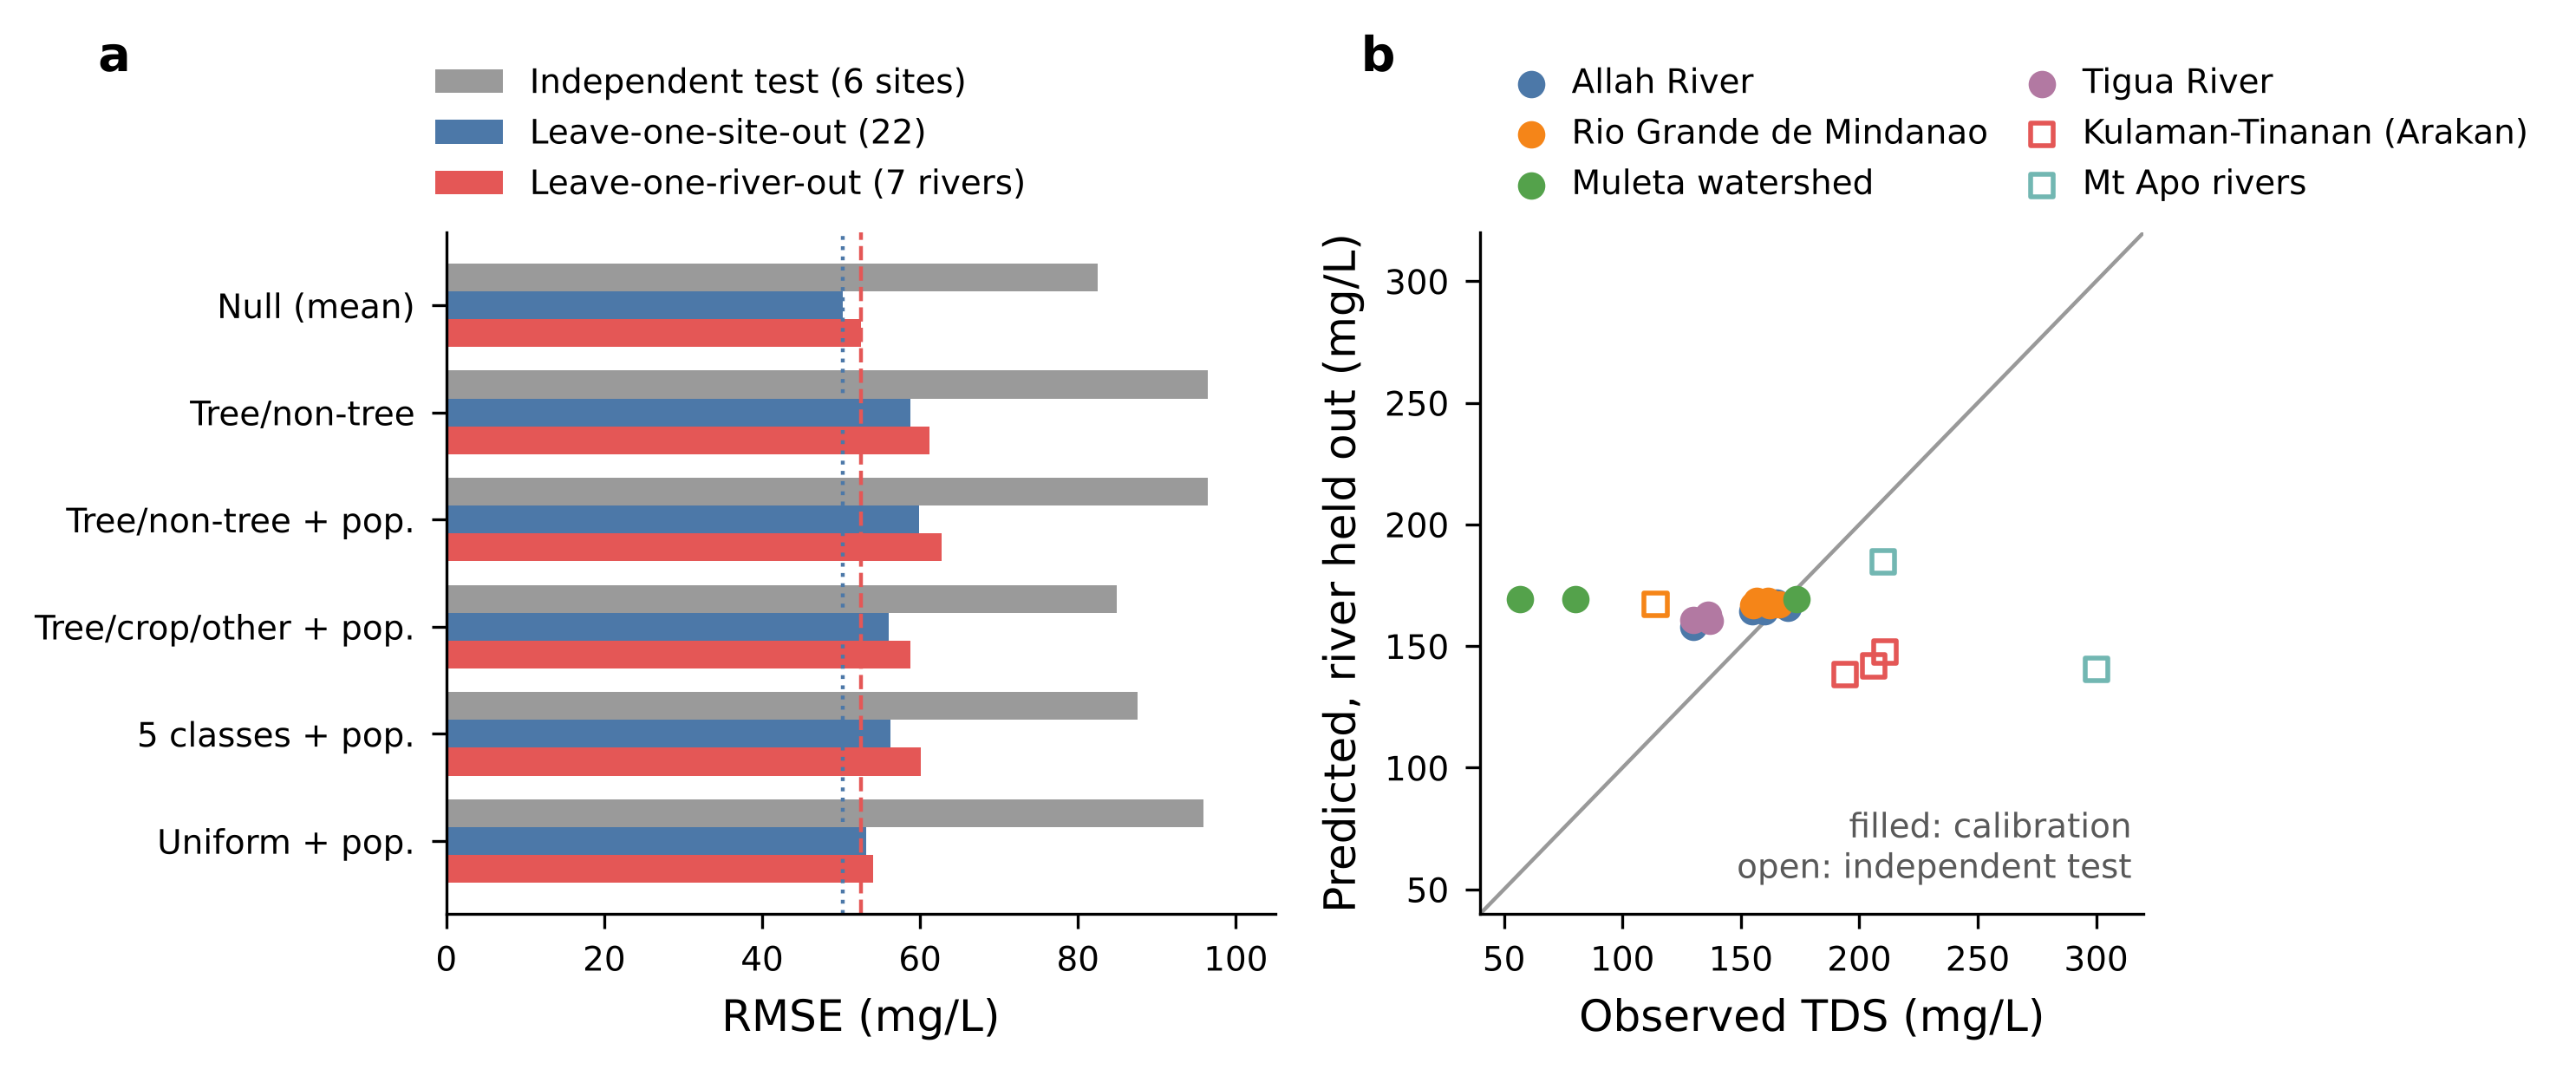 a
Independent test (6 sites)
Leave-one-site-out (22)
Leave-one-river-out (7 rivers)
Null (mean)
Tree/non-tree
Tree/non-tree + pop.
Tree/crop/other + pop.
5 classes + pop.
Uniform + pop.
0 20 40 60 80 100
RMSE (mg/L)
b
Allah River
Rio Grande de Mindanao
Muleta watershed
Tigua River
Kulaman-Tinanan (Arakan)
Mt Apo rivers
Predicted, river held out (mg/L)
300
250
200
150
100
50
filled: calibration
open: independent test
50 100 150 200 250 300
Observed TDS (mg/L)